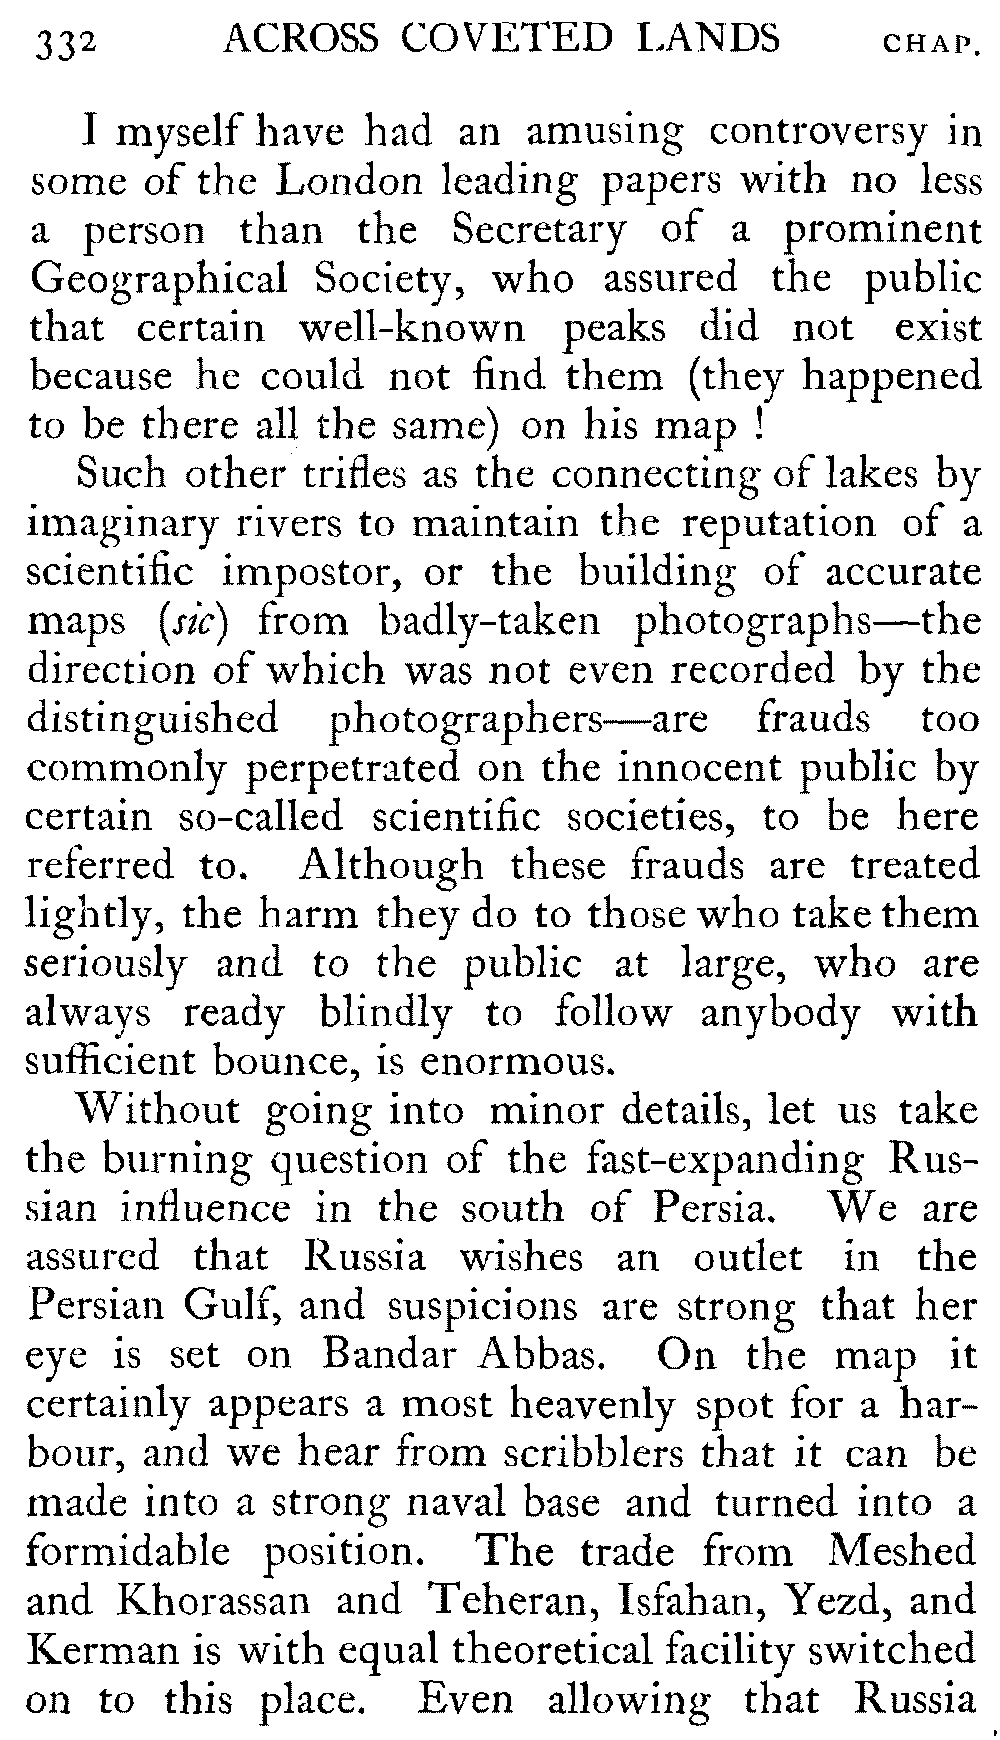 332 ACROSS COVETED LANDS CHAP.
I myself have had an amusing controversy in
some of the London leading papers with no less
a person than the Secretary of a prominent
Geographical Society, who assured the public
that certain well-known peaks did not exist
because he could not find them (they happened
to be there all the same) on his map !
Such other trifles as the connecting of lakes by
imaginary rivers to maintain the reputation of a
scientific impostor, or the building of accurate
maps (sic) from badly-taken photographs—the
direction of which was not even recorded by the
distinguished photographers—are frauds too
commonly perpetrated on the innocent public by
certain so-called scientific societies, to be here
referred to. Although these frauds are treated
lightly, the harm they do to those who take them
seriously and to the public at large, who are
always ready blindly to follow anybody with
sufficient bounce, is enormous.
Without going into minor details, let us take
the burning question of the fast-expanding Rus-
sian influence in the south of Persia. We are
assured that Russia wishes an outlet in the
Persian Gulf, and suspicions are strong that her
eye is set on Bandar Abbas. On the map it
certainly appears a most heavenly spot for a har-
bour, and we hear from scribblers that it can be
made into a strong naval base and turned into a
formidable position. The trade from Meshed
and Khorassan and Teheran, Isfahan, Yezd, and
Kerman is with equal theoretical facility switched
on to this place. Even allowing that Russia